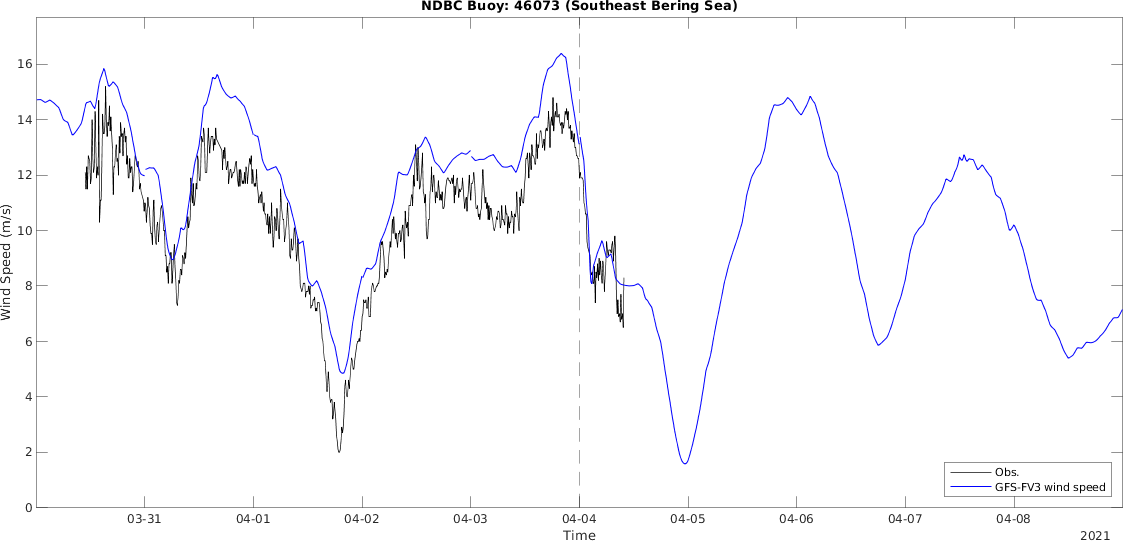 NDBC Buoy: 46073 (Southeast Bering Sea)
Wind Speed (m/s)
16
14
12
10
8
6
4
2
0
03-31 04-01 04-02 04-03 04-04 04-05 04-06 04-07 04-08
Time
2021
Obs.
GFS-FV3 wind speed